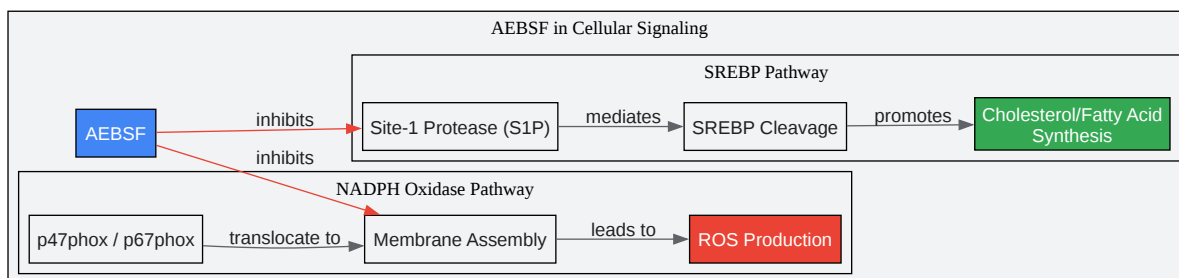 AEBSF in Cellular Signaling
SREBP Pathway
AEBSF
inhibits
Site-1 Protease (S1P)
mediates
SREBP Cleavage
promotes
Cholesterol/Fatty Acid
Synthesis
inhibits
NADPH Oxidase Pathway
p47phox / p67phox
translocate to
Membrane Assembly
leads to
ROS Production